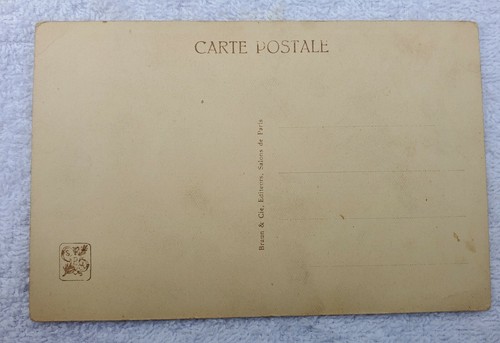 CARTE POSTALE
Braun & Cie, Editeurs, Salons de Paris